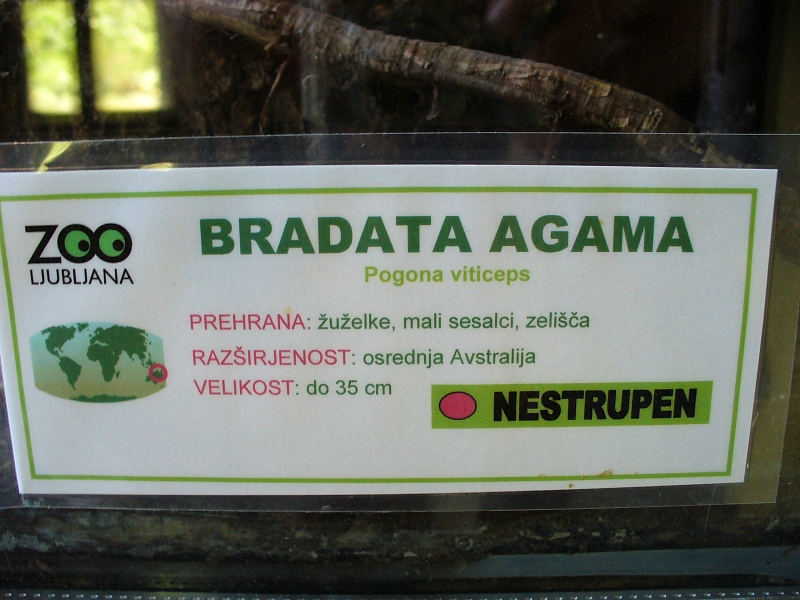 ZOO
LJUBLJANA
BRADATA AGAMA
Pogona viticeps
PREHRANA: žuželke, mali sesalci, zelišča
RAZŠIRJENOST: osrednja Avstralija
VELIKOST: do 35 cm
NESTRUPEN